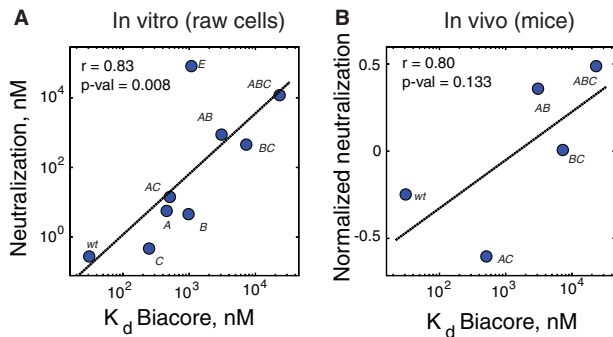 A In vitro (raw cells)
r = 0.83
p-val = 0.008
E
ABC
AB
BC
AC
A
B
wt
C
Neutralization, nM
10^4
10^2
10^0
10^2 10^3 10^4
K_d Biacore, nM
B In vivo (mice)
r = 0.80
p-val = 0.133
ABC
AB
BC
wt
AC
Normalized neutralization
0.5
0
-0.5
10^2 10^3 10^4
K_d Biacore, nM